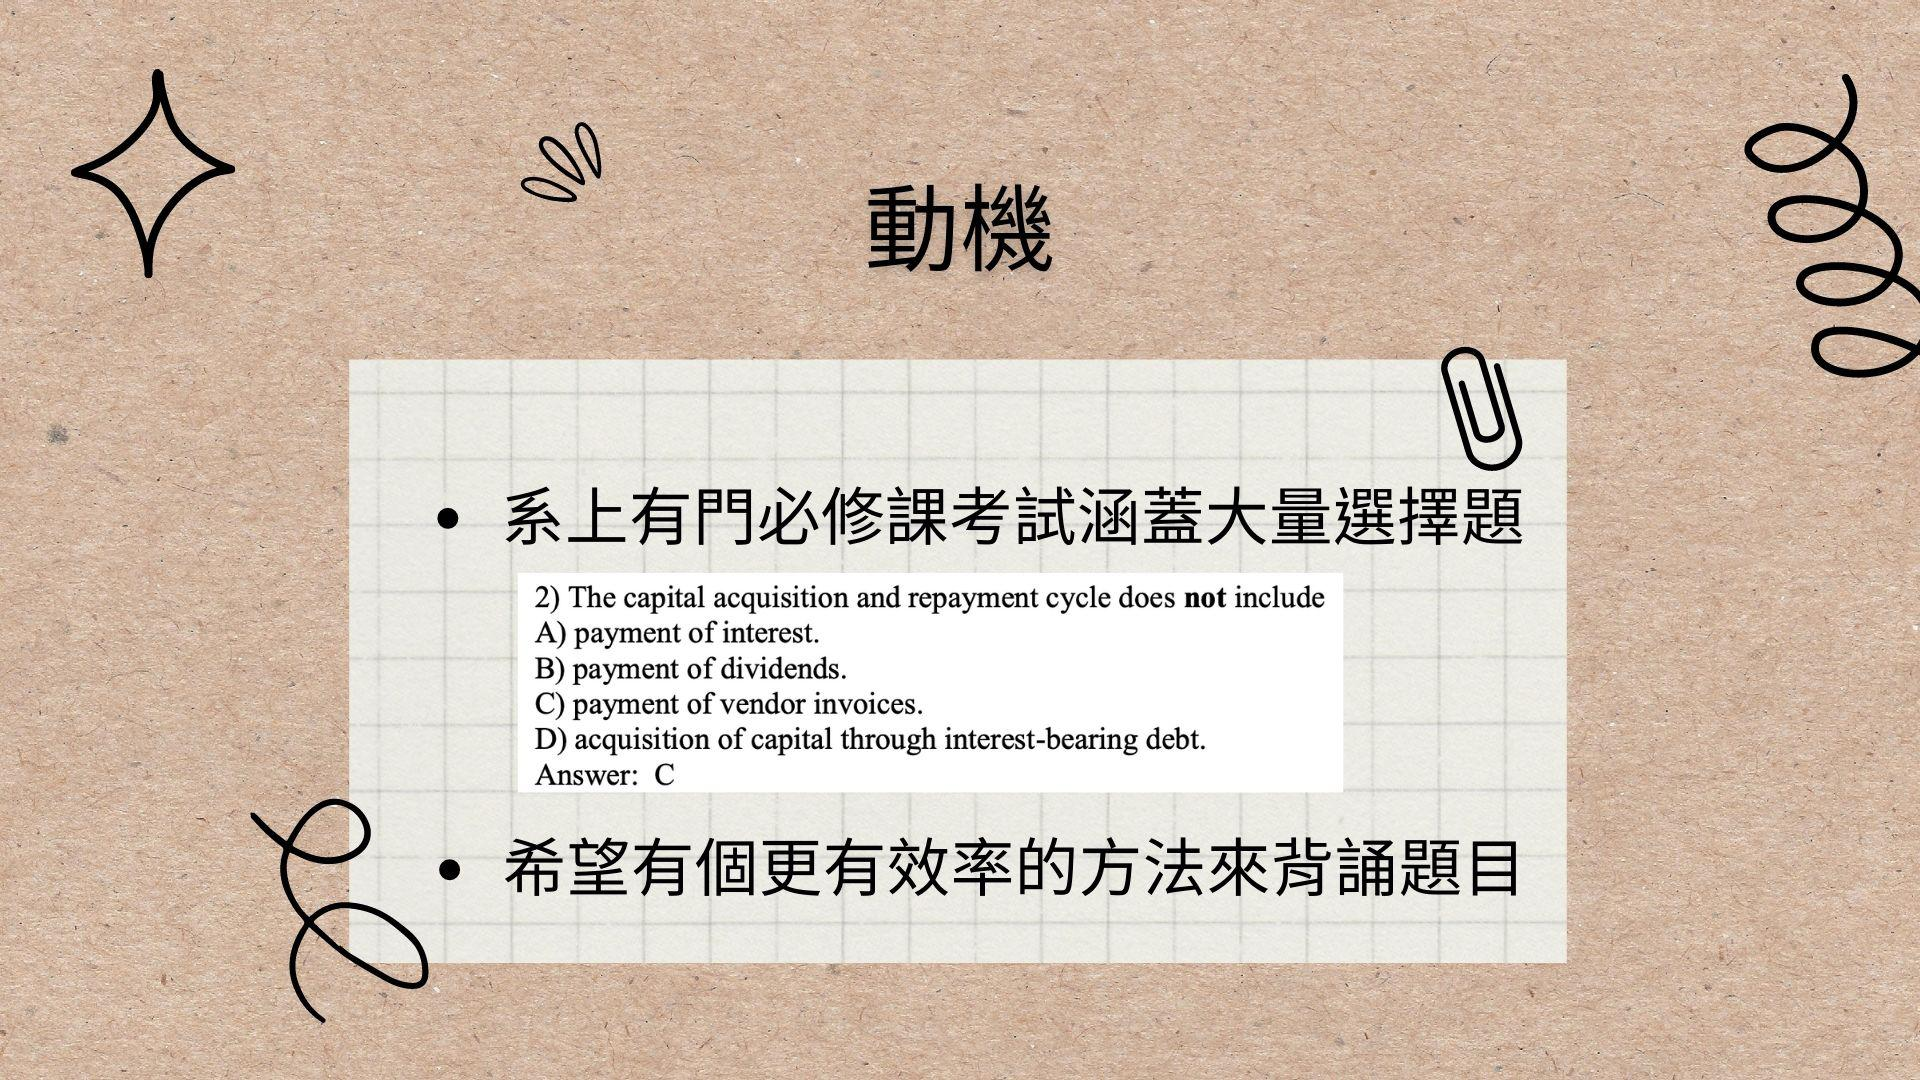 動機
• 系上有門必修課考試涵蓋大量選擇題
2) The capital acquisition and repayment cycle does not include
A) payment of interest.
B) payment of dividends.
C) payment of vendor invoices.
D) acquisition of capital through interest-bearing debt.
Answer:  C
• 希望有個更有效率的方法來背誦題目